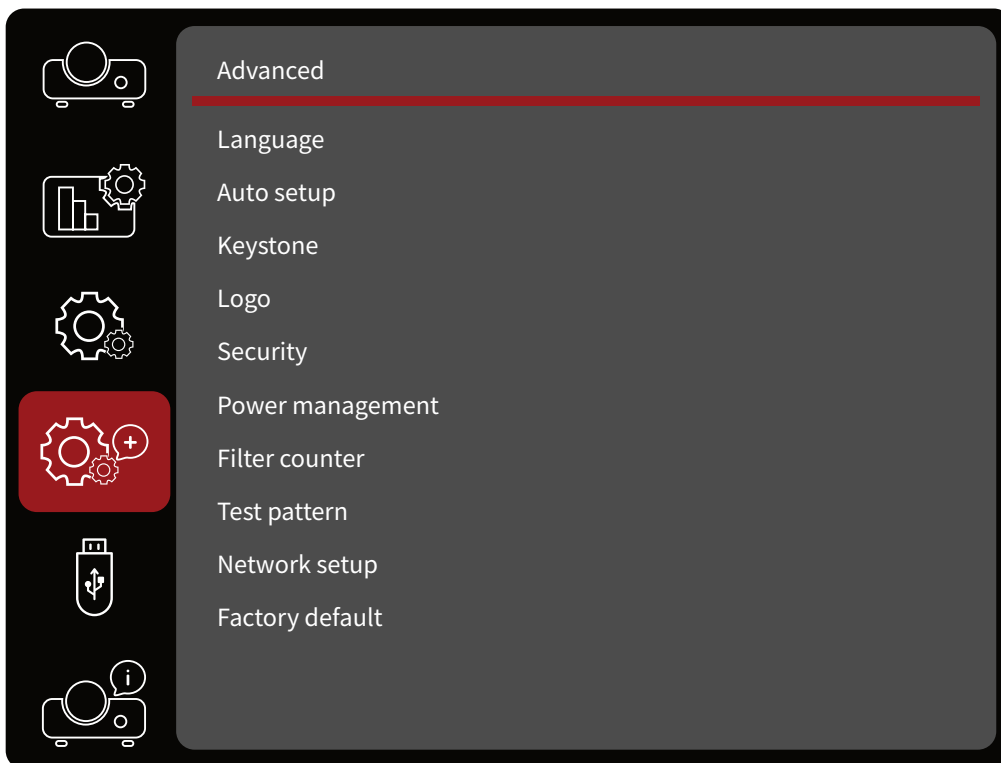 Advanced
Language
Auto setup
Keystone
Logo
Security
Power management
Filter counter
Test pattern
Network setup
Factory default